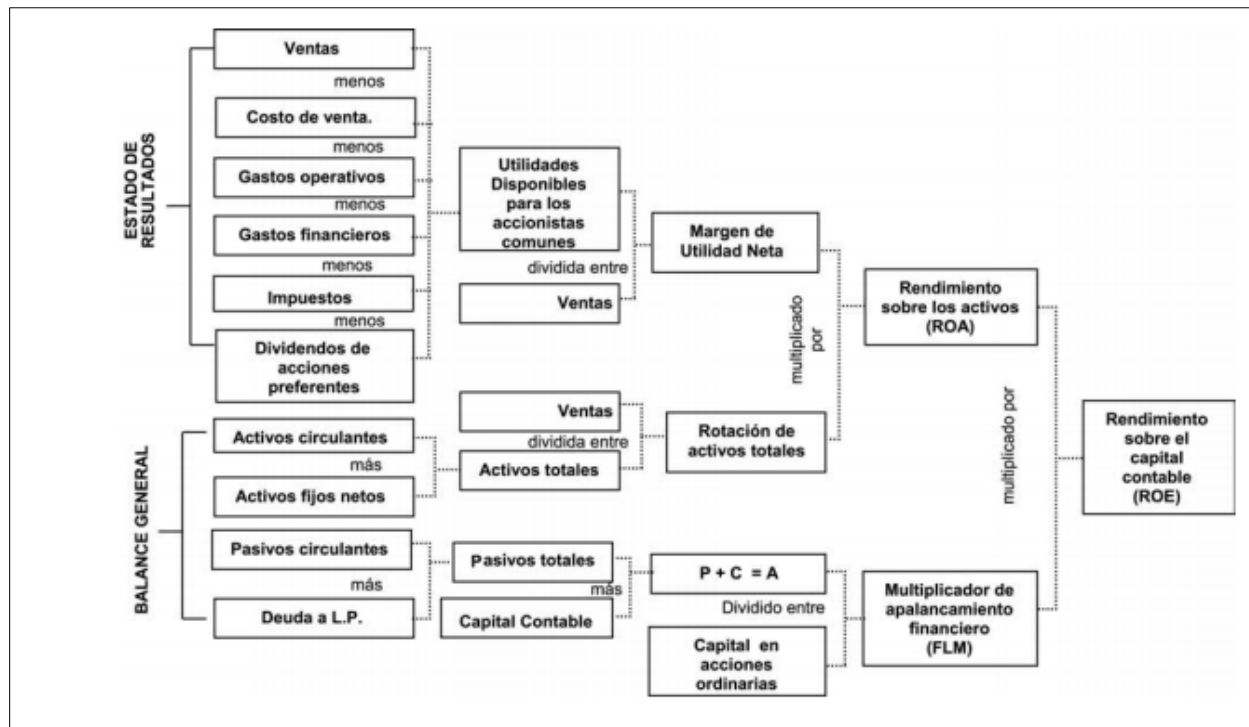 ESTADO DE
RESULTADOS
Ventas
menos
Costo de venta.
menos
Gastos operativos
menos
Gastos financieros
menos
Impuestos
menos
Dividendos de
acciones
preferentes
Utilidades
Disponibles
para los
accionistas
comunes
dividida entre
Ventas
Margen de
Utilidad Neta
multiplicado
por
Rendimiento
sobre los activos
(ROA)
BALANCE GENERAL
Activos circulantes
más
Activos fijos netos
Ventas
dividida entre
Activos totales
Rotación de
activos totales
multiplicado por
Rendimiento
sobre el
capital
contable
(ROE)
Pasivos circulantes
más
Deuda a L.P.
Pasivos totales
más
Capital Contable
P + C = A
Dividido entre
Capital en
acciones
ordinarias
Multiplicador de
apalancamiento
financiero
(FLM)